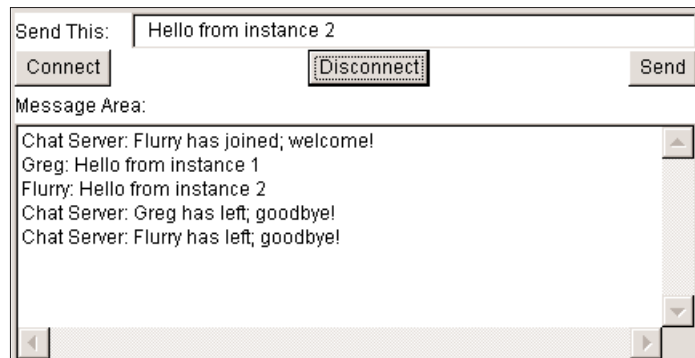 Send This: Hello from instance 2
Connect Disconnect Send
Message Area:
Chat Server: Flurry has joined; welcome!
Greg: Hello from instance 1
Flurry: Hello from instance 2
Chat Server: Greg has left; goodbye!
Chat Server: Flurry has left; goodbye!